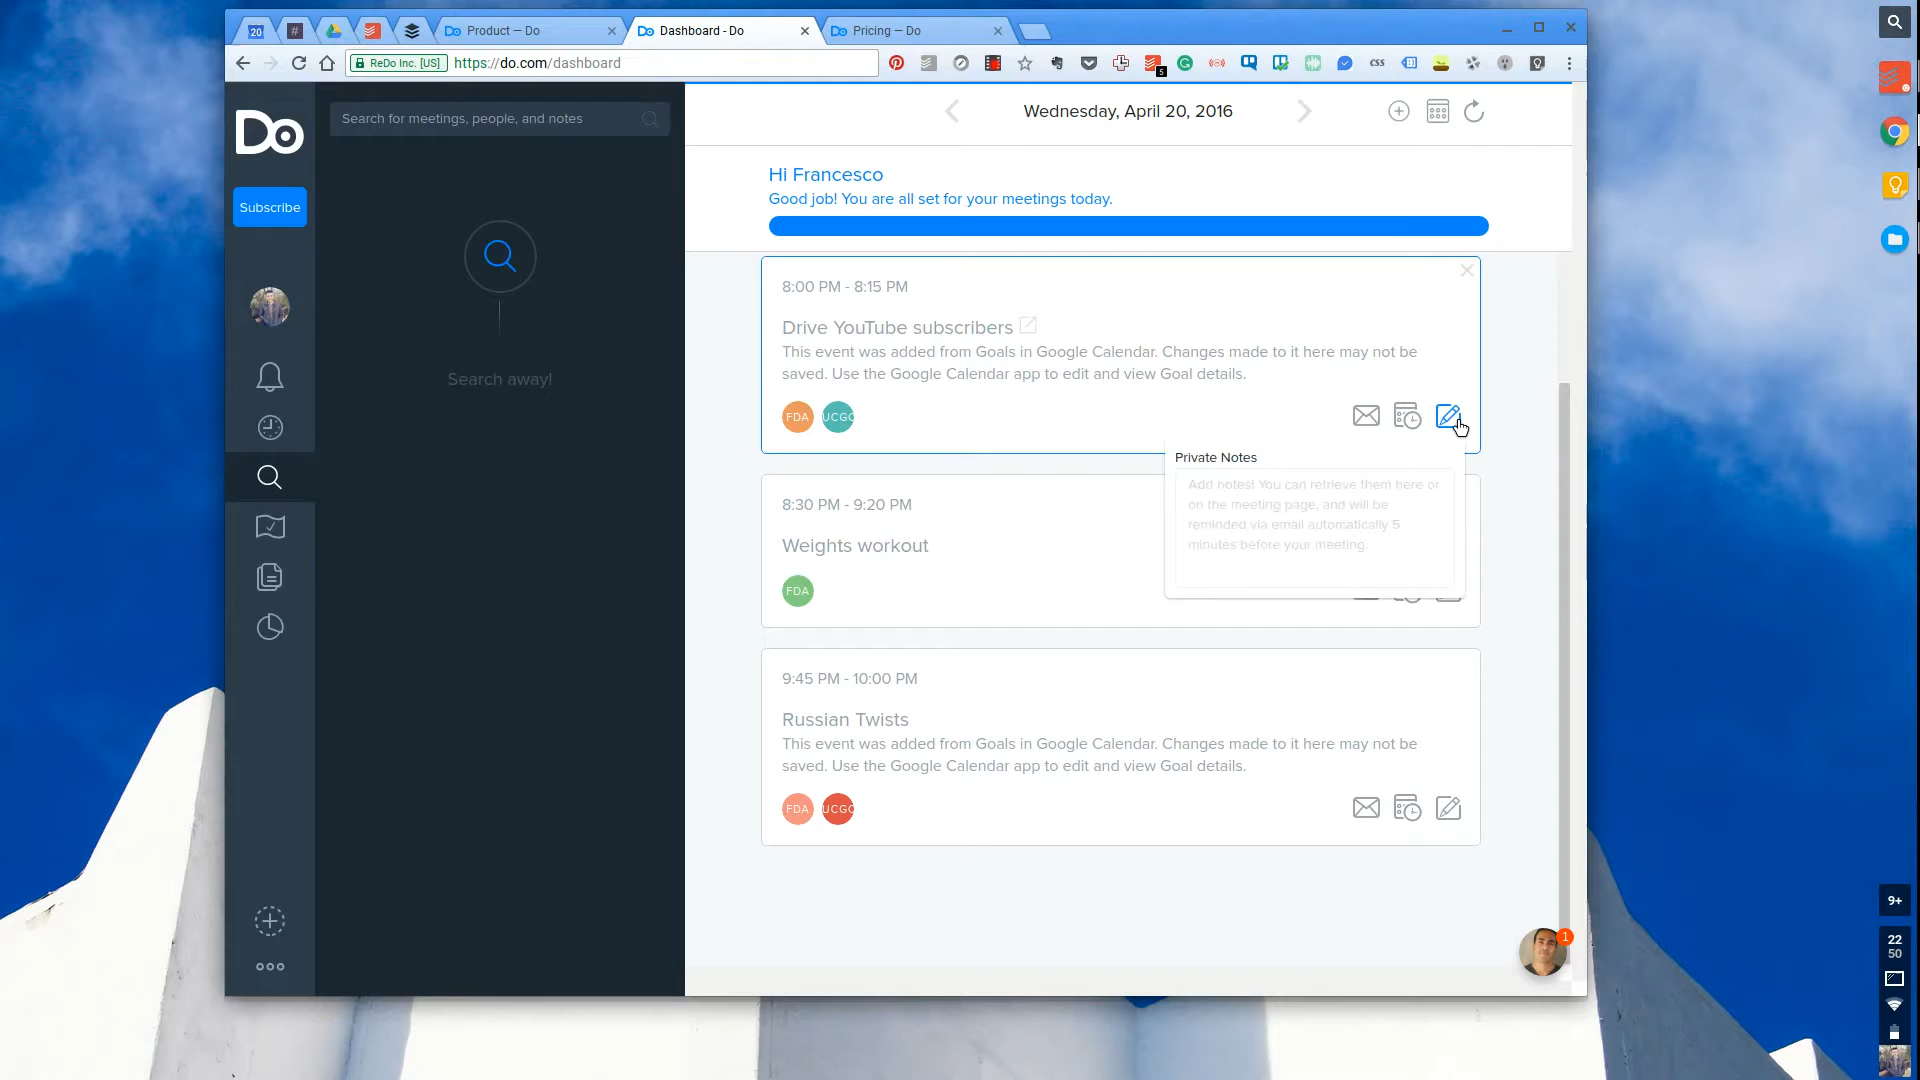 20
#
Do Product — Do
Do Dashboard - Do
Do Pricing — Do
ReDo Inc. [US]
https://do.com/dashboard
5
css
Do
Subscribe
Search for meetings, people, and notes
Search away!
Wednesday, April 20, 2016
Hi Francesco
Good job! You are all set for your meetings today.
8:00 PM - 8:15 PM
Drive YouTube subscribers
This event was added from Goals in Google Calendar. Changes made to it here may not be
saved. Use the Google Calendar app to edit and view Goal details.
FDA UCGC
Private Notes
Add notes! You can retrieve them here or
on the meeting page, and will be
reminded via email automatically 5
minutes before your meeting.
8:30 PM - 9:20 PM
Weights workout
FDA
9:45 PM - 10:00 PM
Russian Twists
This event was added from Goals in Google Calendar. Changes made to it here may not be
saved. Use the Google Calendar app to edit and view Goal details.
FDA UCGC
1
9+
22
50